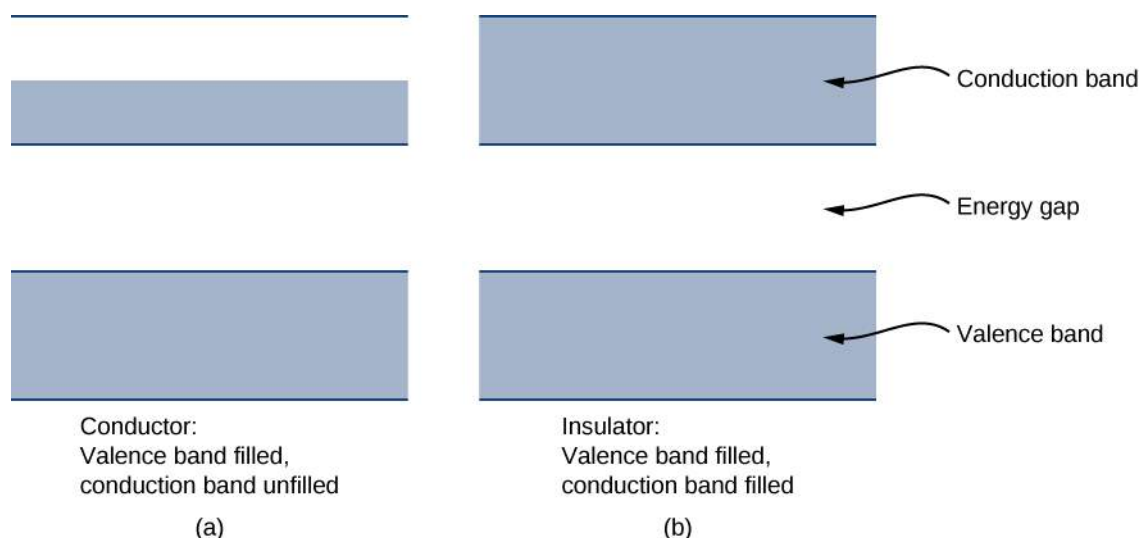 Conduction band
Energy gap
Valence band
Conductor:
Valence band filled,
conduction band unfilled
(a)
Insulator:
Valence band filled,
conduction band filled
(b)